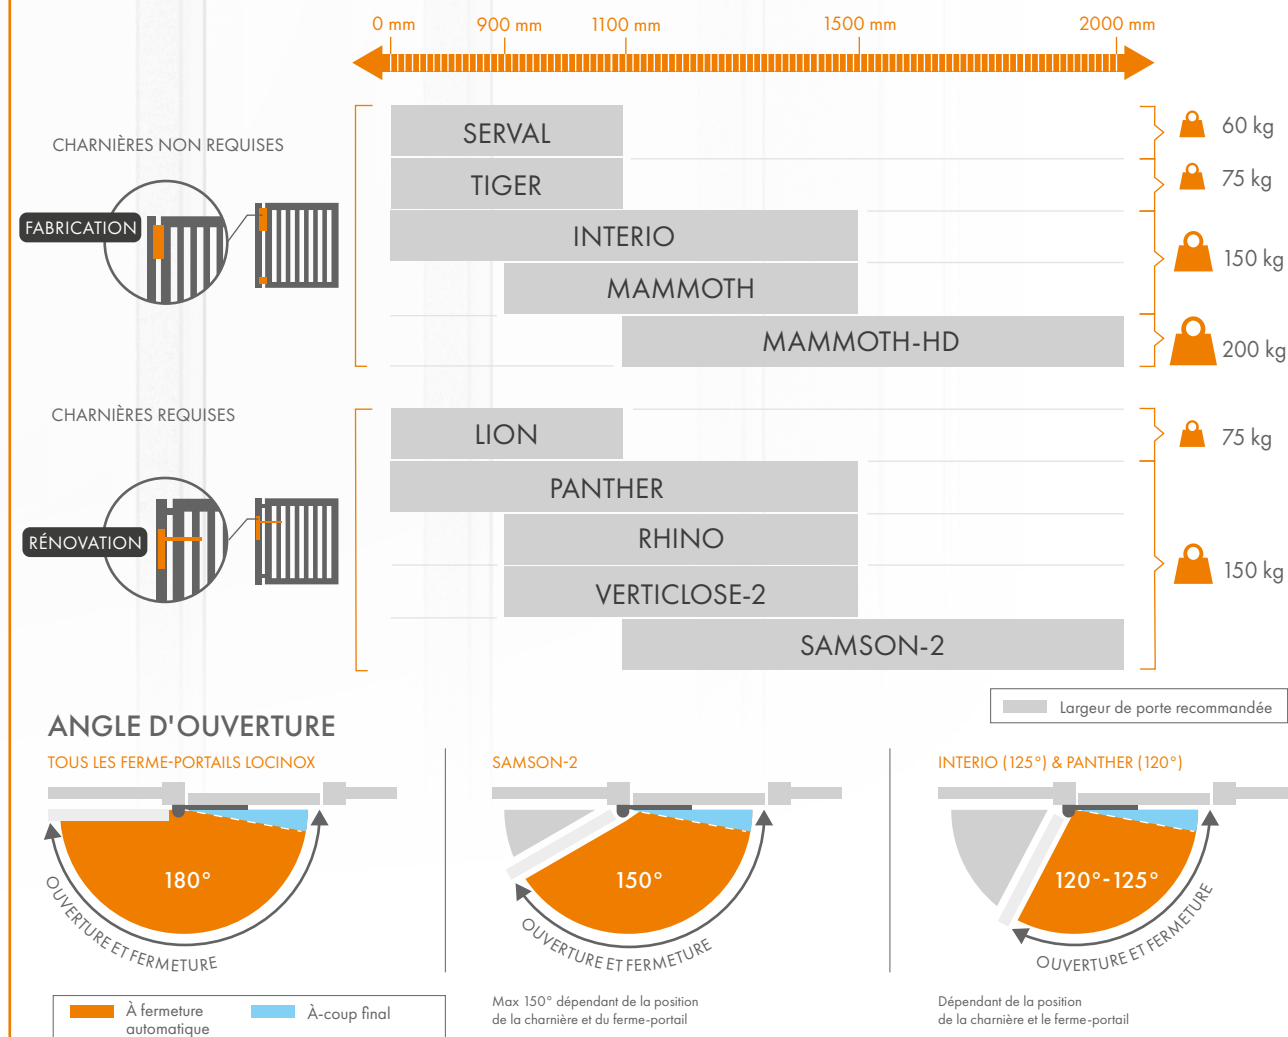 0 mm 900 mm 1100 mm 1500 mm 2000 mm
CHARNIÈRES NON REQUISES
FABRICATION
SERVAL
60 kg
TIGER
75 kg
INTERIO
MAMMOTH
150 kg
MAMMOTH-HD
200 kg
CHARNIÈRES REQUISES
RÉNOVATION
LION
75 kg
PANTHER
RHINO
VERTICLOSE-2
SAMSON-2
150 kg
Largeur de porte recommandée
ANGLE D'OUVERTURE
TOUS LES FERME-PORTAILS LOCINOX
180°
OUVERTURE ET FERMETURE
À fermeture
automatique
À-coup final
SAMSON-2
150°
OUVERTURE ET FERMETURE
Max 150° dépendant de la position
de la charnière et du ferme-portail
INTERIO (125°) & PANTHER (120°)
120°-125°
OUVERTURE ET FERMETURE
Dépendant de la position
de la charnière et le ferme-portail